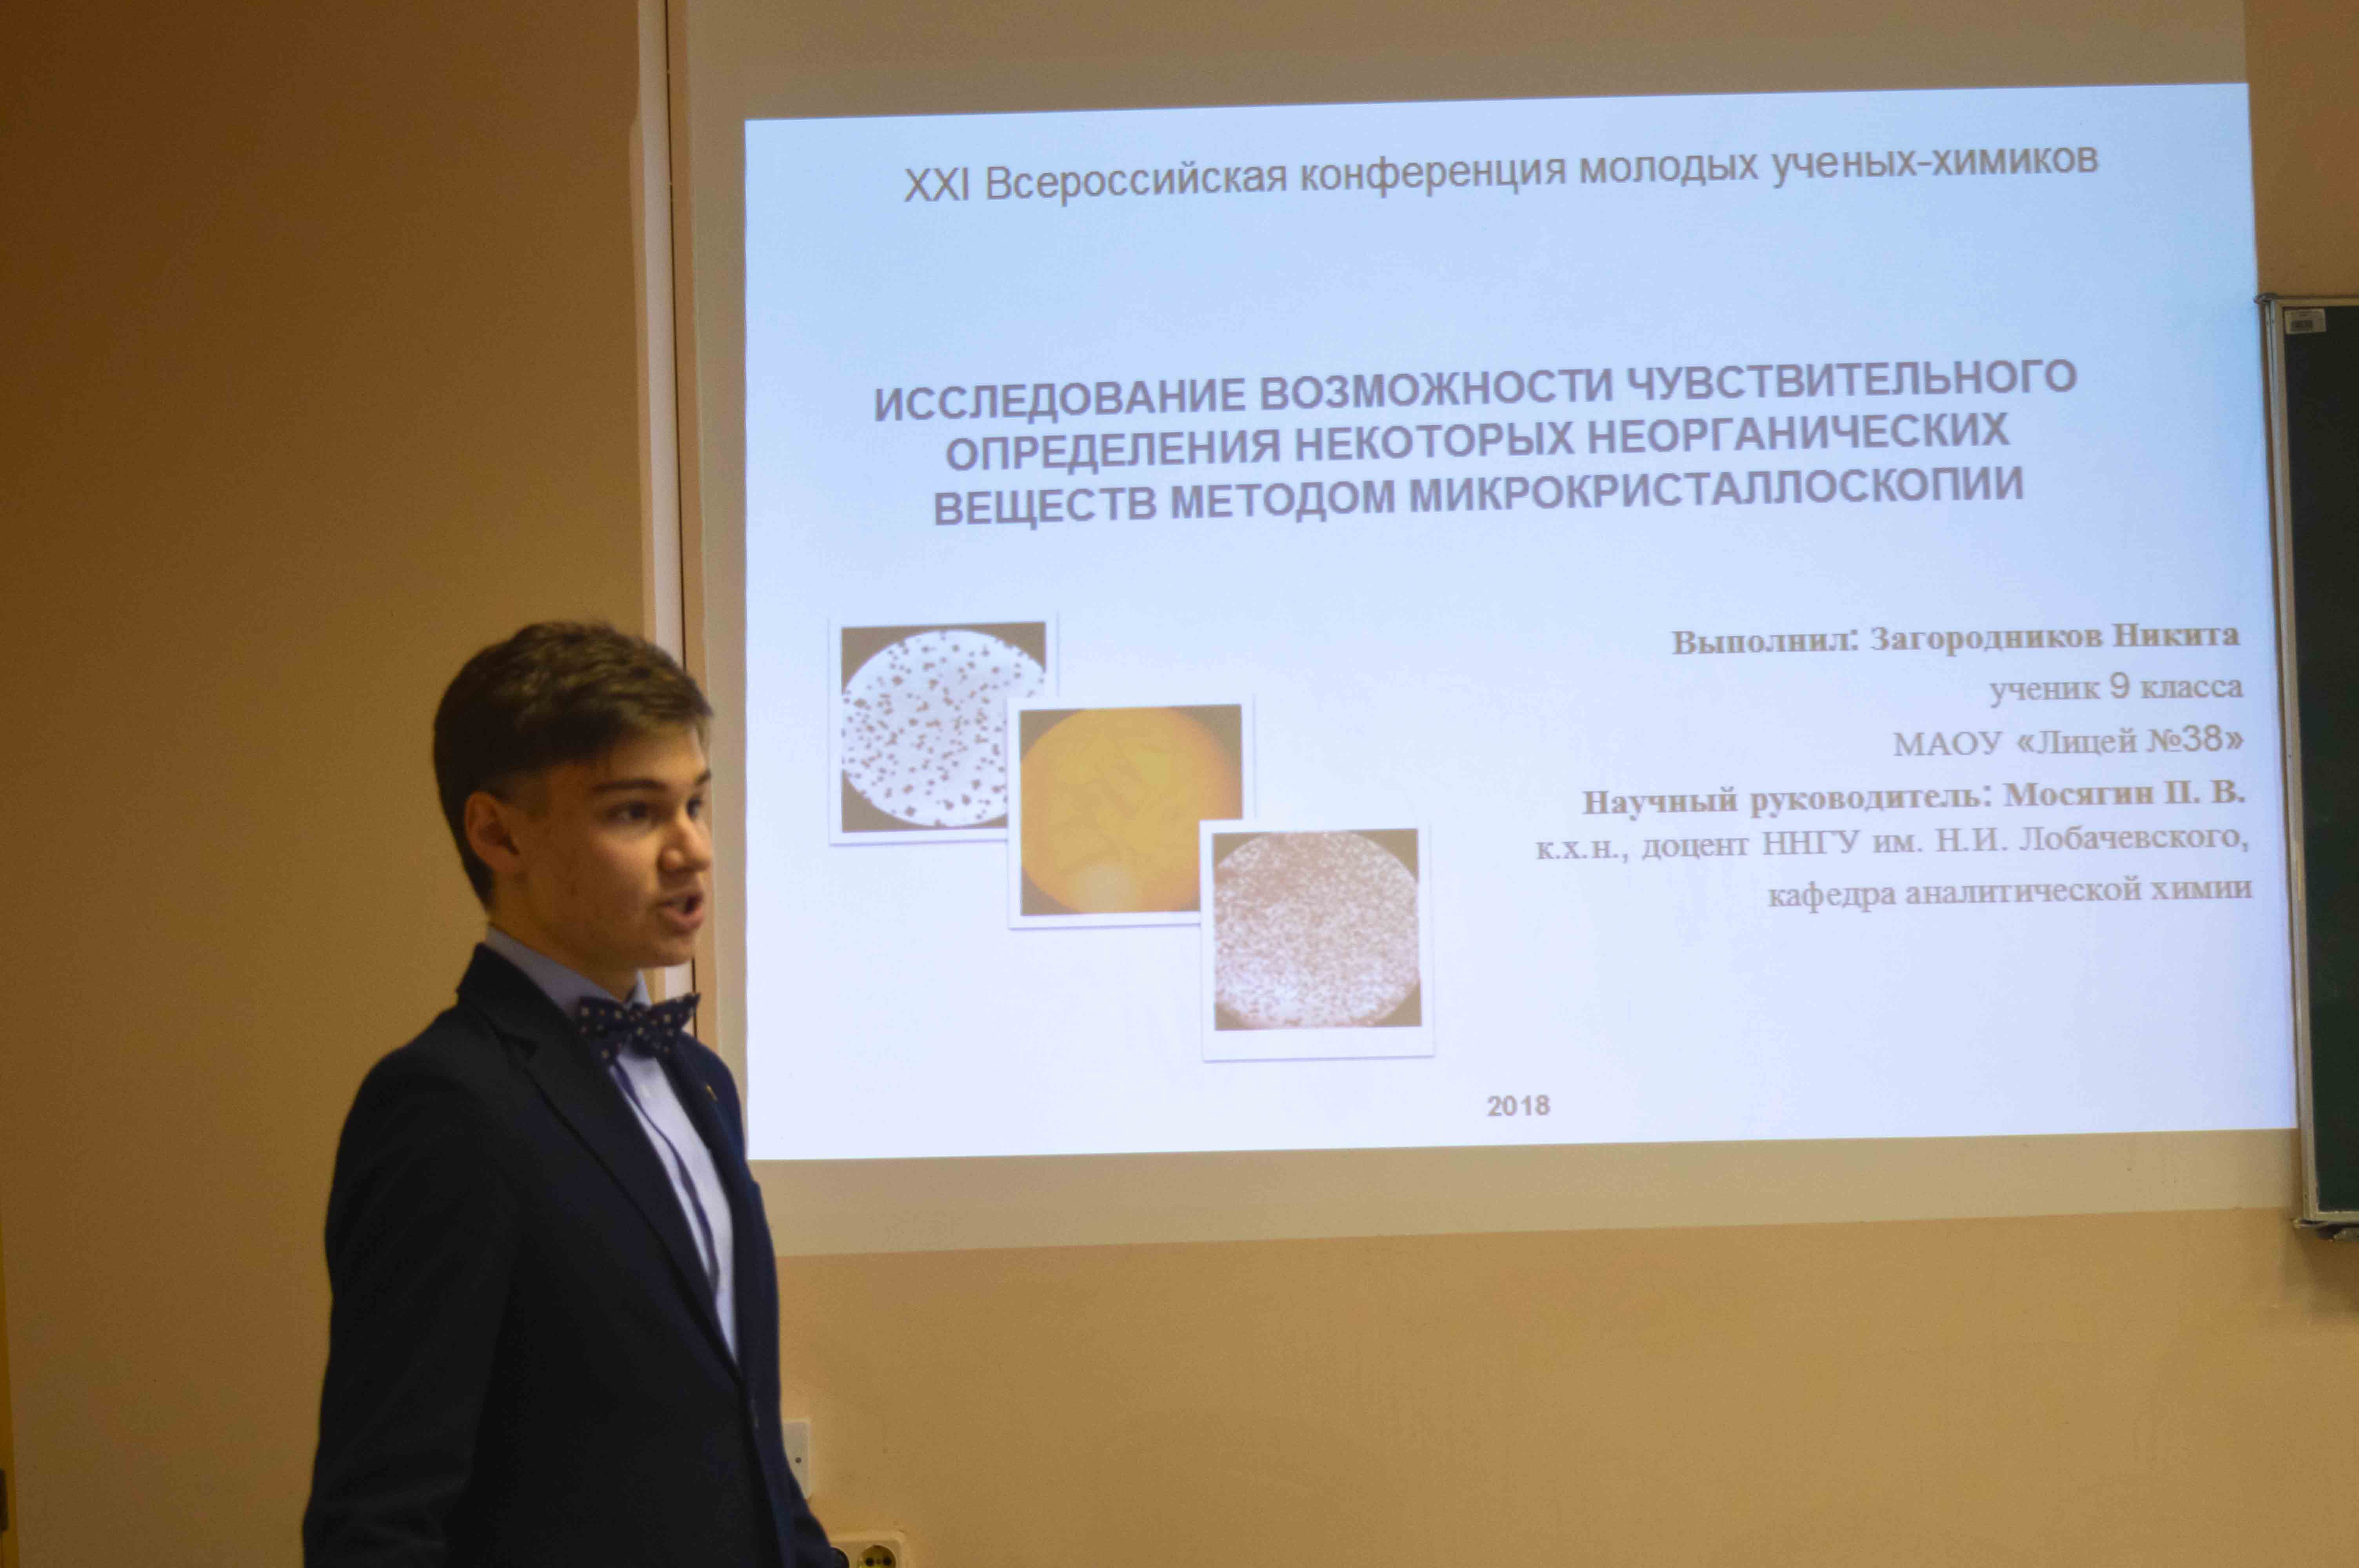 XXI Всероссийская конференция молодых ученых-химиков
ИССЛЕДОВАНИЕ ВОЗМОЖНОСТИ ЧУВСТВИТЕЛЬНОГО
ОПРЕДЕЛЕНИЯ НЕКОТОРЫХ НЕОРГАНИЧЕСКИХ
ВЕЩЕСТВ МЕТОДОМ МИКРОКРИСТАЛЛОСКОПИИ
Выполнил: Загородников Никита
ученик 9 класса
МАОУ «Лицей №38»
Научный руководитель: Мосягин П. В.
к.х.н., доцент ННГУ им. Н.И. Лобачевского,
кафедра аналитической химии
2018